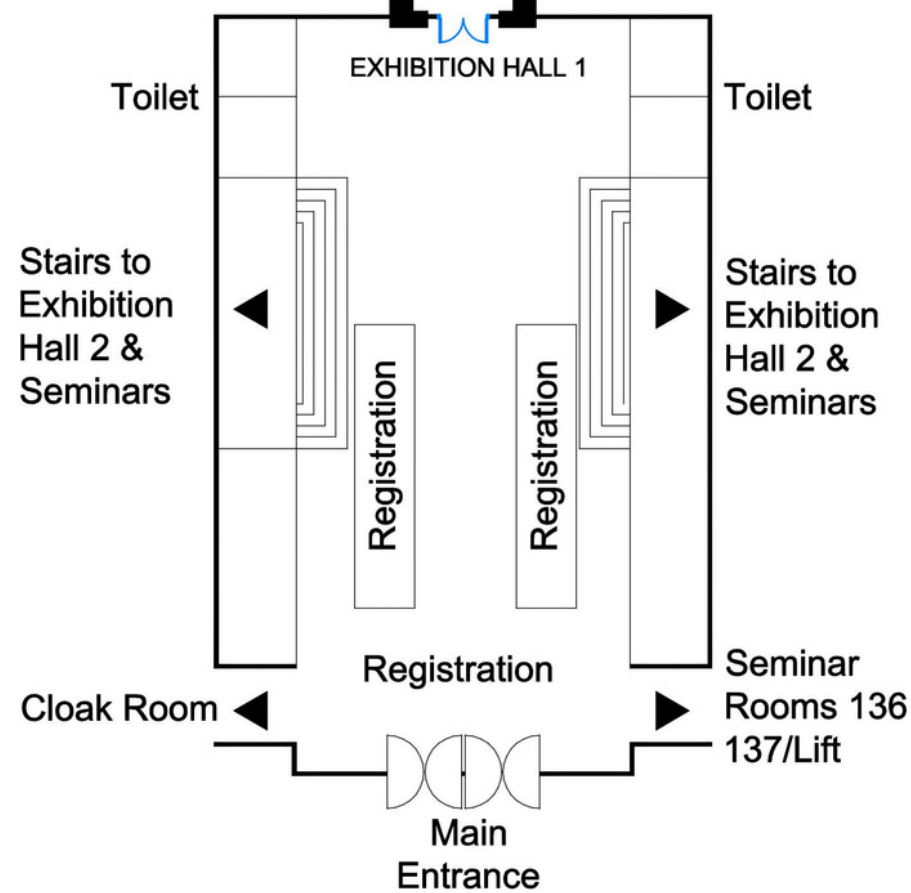 EXHIBITION HALL 1
Toilet
Toilet
Stairs to
Exhibition
Hall 2 &
Seminars
Stairs to
Exhibition
Hall 2 &
Seminars
Registration
Registration
Registration
Cloak Room
Seminar
Rooms 136
137/Lift
Main
Entrance